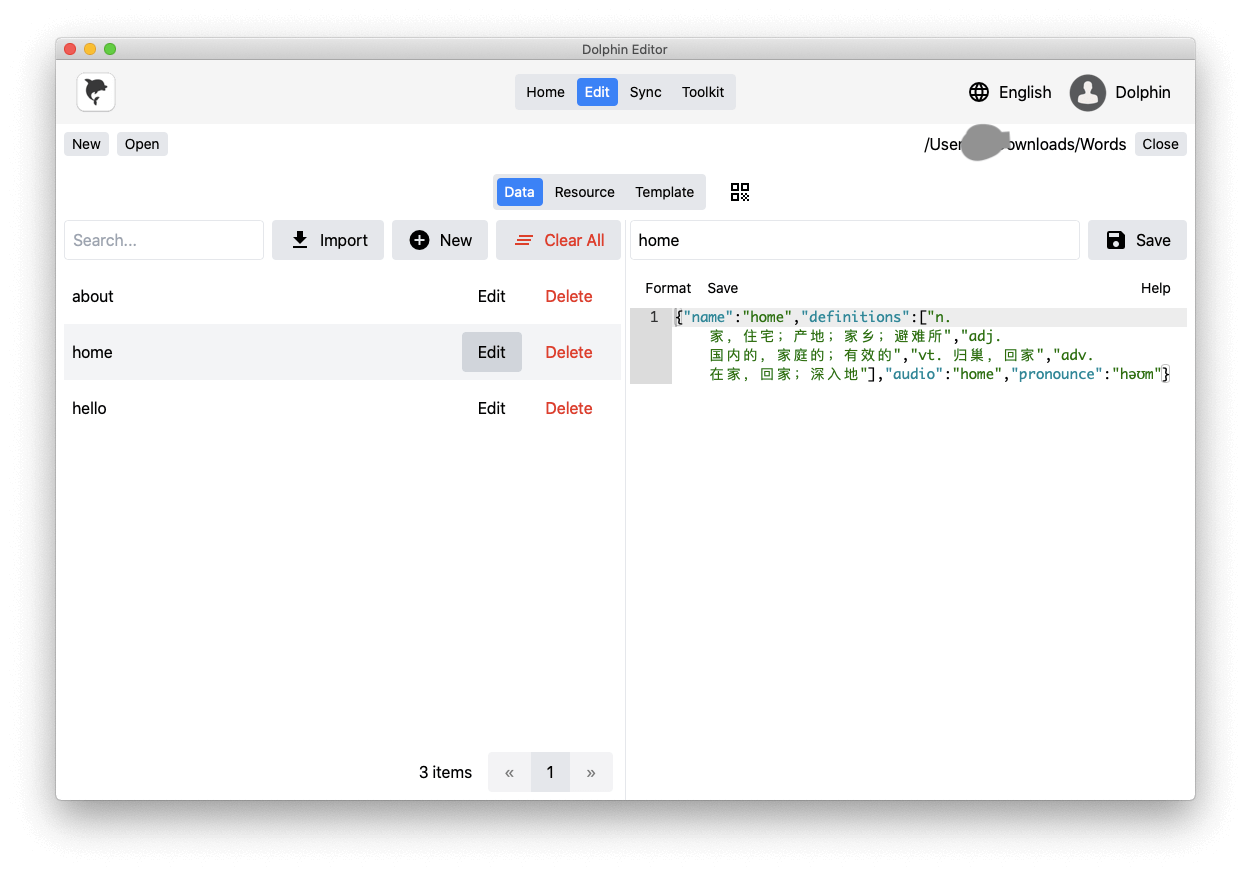 Dolphin Editor
Home Edit Sync Toolkit English Dolphin
New Open /User ownloads/Words Close
Data Resource Template
Search... Import New Clear All home Save
Format Save Help
about Edit Delete
home Edit Delete
hello Edit Delete
1 {"name":"home","definitions":["n.
家，住宅；产地；家乡；避难所","adj.
国内的，家庭的；有效的","vt. 归巢，回家","adv.
在家，回家；深入地"],"audio":"home","pronounce":"həʊm"}
3 items « 1 »